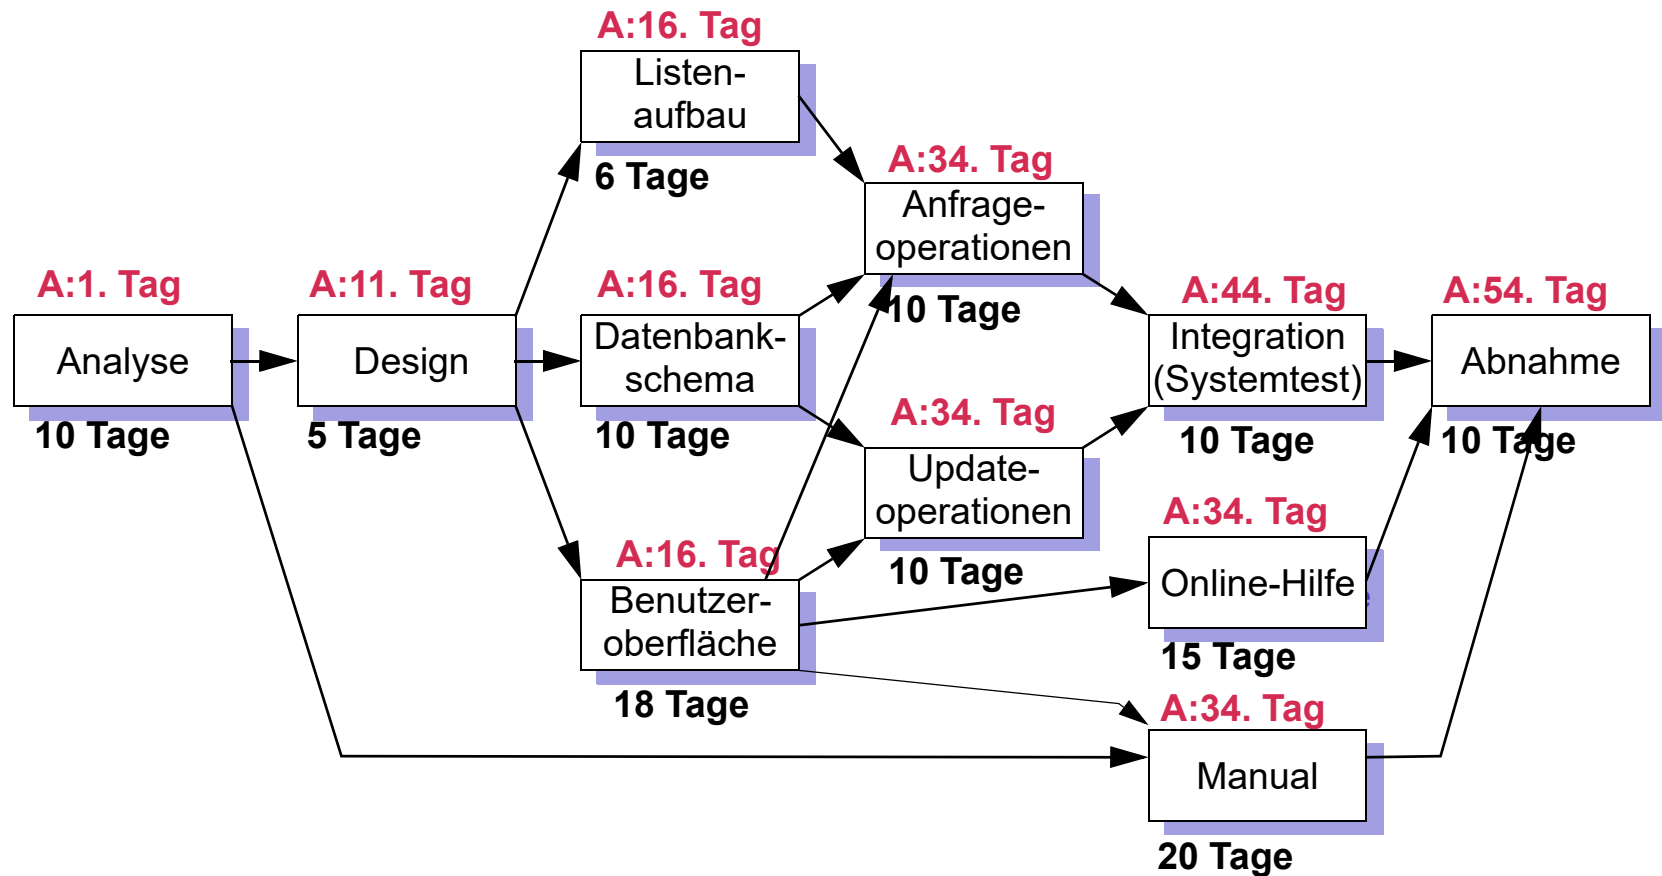 A:16. Tag
Listen-
aufbau
6 Tage
A:34. Tag
Anfrage-
operationen
10 Tage
A:1. Tag
Analyse
10 Tage
A:11. Tag
Design
5 Tage
A:16. Tag
Datenbank-
schema
10 Tage
A:44. Tag
Integration
(Systemtest)
10 Tage
A:54. Tag
Abnahme
10 Tage
A:34. Tag
Update-
operationen
10 Tage
A:16. Tag
Benutzer-
oberfläche
18 Tage
A:34. Tag
Online-Hilfe
15 Tage
A:34. Tag
Manual
20 Tage